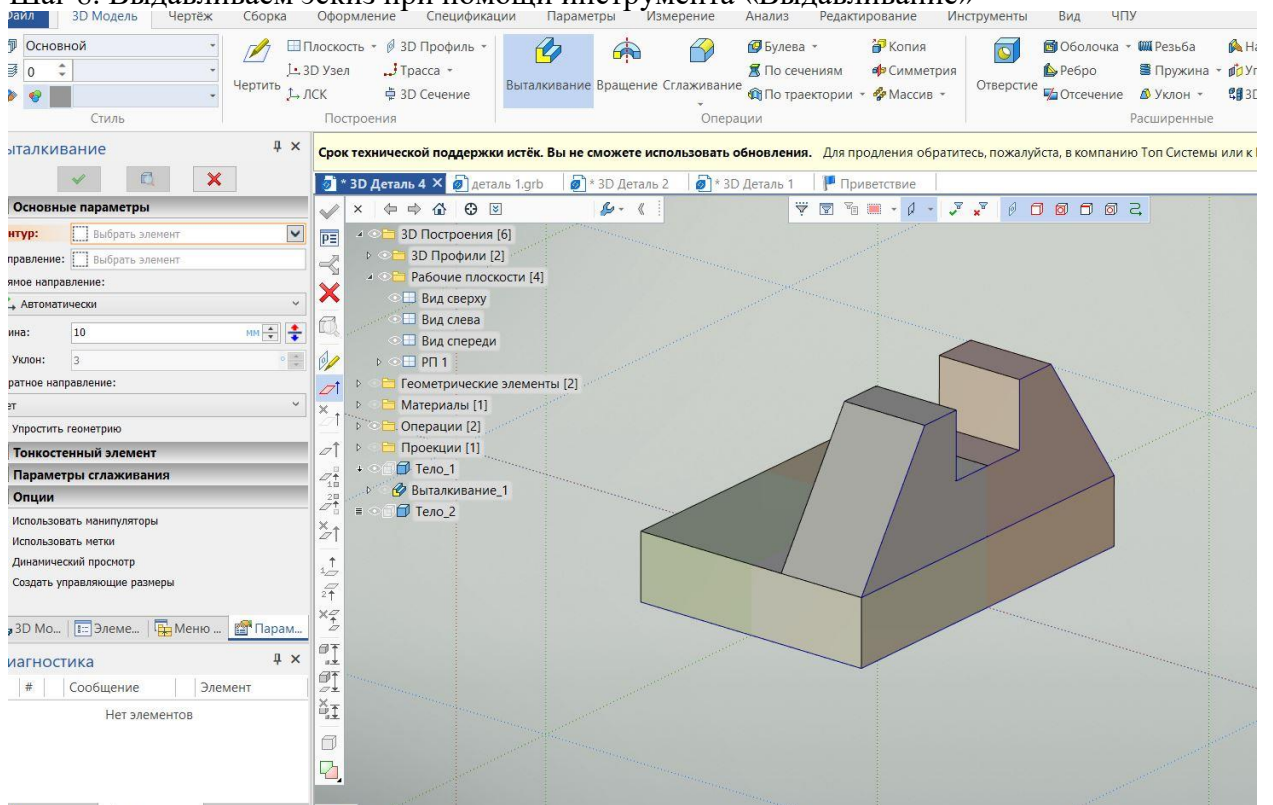 Шаг 6. Выдавливаем эскиз при помощи инструмента «Выдавливание»
Файл 3D Модель Чертёж Сборка Оформление Спецификации Параметры Измерение Анализ Редактирование Инструменты Вид ЧПУ
Основной
0
Стиль
Чертить
Плоскость 3D Профиль
3D Узел Трасса
ЛСК 3D Сечение
Построения
Выталкивание Вращение Сглаживание
Булева Копия
По сечениям Симметрия
По траектории Массив
Операции
Отверстие
Оболочка Резьба
Ребро Пружина
Отсечение Уклон
Расширенные
ыталкивание
Основные параметры
нтур: Выбрать элемент
правление: Выбрать элемент
ямое направление:
Автоматически
ина: 10 мм
Уклон: 3 °
ратное направление:
ет
Упростить геометрию
Тонкостенный элемент
Параметры сглаживания
Опции
Использовать манипуляторы
Использовать метки
Динамический просмотр
Создать управляющие размеры
3D Мо... Элеме... Меню ... Парам...
иагностика
# Сообщение Элемент
Нет элементов
Срок технической поддержки истёк. Вы не сможете использовать обновления. Для продления обратитесь, пожалуйста, в компанию Топ Системы или к
* 3D Деталь 4 деталь 1.grb * 3D Деталь 2 * 3D Деталь 1 Приветствие
3D Построения [6]
3D Профили [2]
Рабочие плоскости [4]
Вид сверху
Вид слева
Вид спереди
РП 1
Геометрические элементы [2]
Материалы [1]
Операции [2]
Проекции [1]
Тело_1
Выталкивание_1
Тело_2